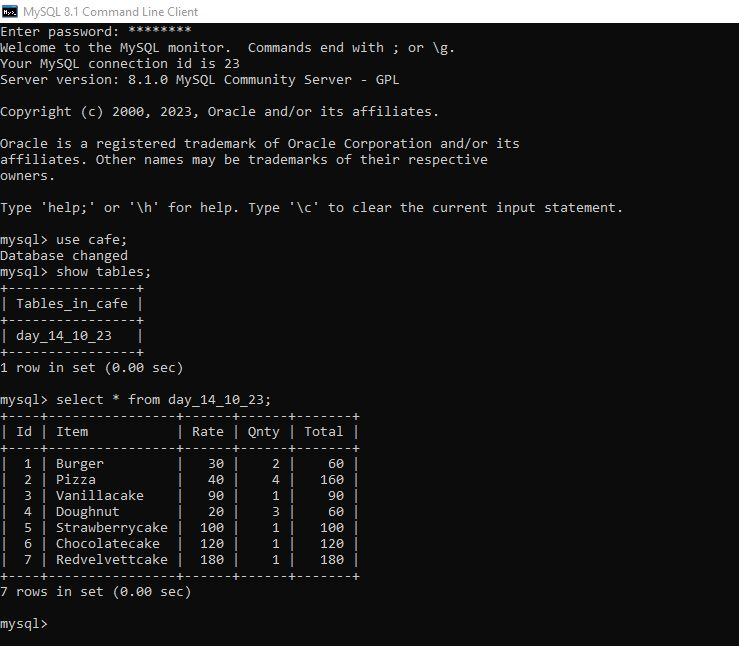 MySQL 8.1 Command Line Client
Enter password: ********
Welcome to the MySQL monitor.  Commands end with ; or \g.
Your MySQL connection id is 23
Server version: 8.1.0 MySQL Community Server - GPL
Copyright (c) 2000, 2023, Oracle and/or its affiliates.
Oracle is a registered trademark of Oracle Corporation and/or its
affiliates. Other names may be trademarks of their respective
owners.
Type 'help;' or '\h' for help. Type '\c' to clear the current input statement.
mysql> use cafe;
Database changed
mysql> show tables;
+----------------+
| Tables_in_cafe |
+----------------+
| day_14_10_23   |
+----------------+
1 row in set (0.00 sec)
mysql> select * from day_14_10_23;
+----+----------------+------+------+-------+
| Id | Item           | Rate | Qnty | Total |
+----+----------------+------+------+-------+
|  1 | Burger         |   30 |    2 |    60 |
|  2 | Pizza          |   40 |    4 |   160 |
|  3 | Vanillacake    |   90 |    1 |    90 |
|  4 | Doughnut       |   20 |    3 |    60 |
|  5 | Strawberrycake |  100 |    1 |   100 |
|  6 | Chocolatecake  |  120 |    1 |   120 |
|  7 | Redvelvettcake |  180 |    1 |   180 |
+----+----------------+------+------+-------+
7 rows in set (0.00 sec)
mysql>